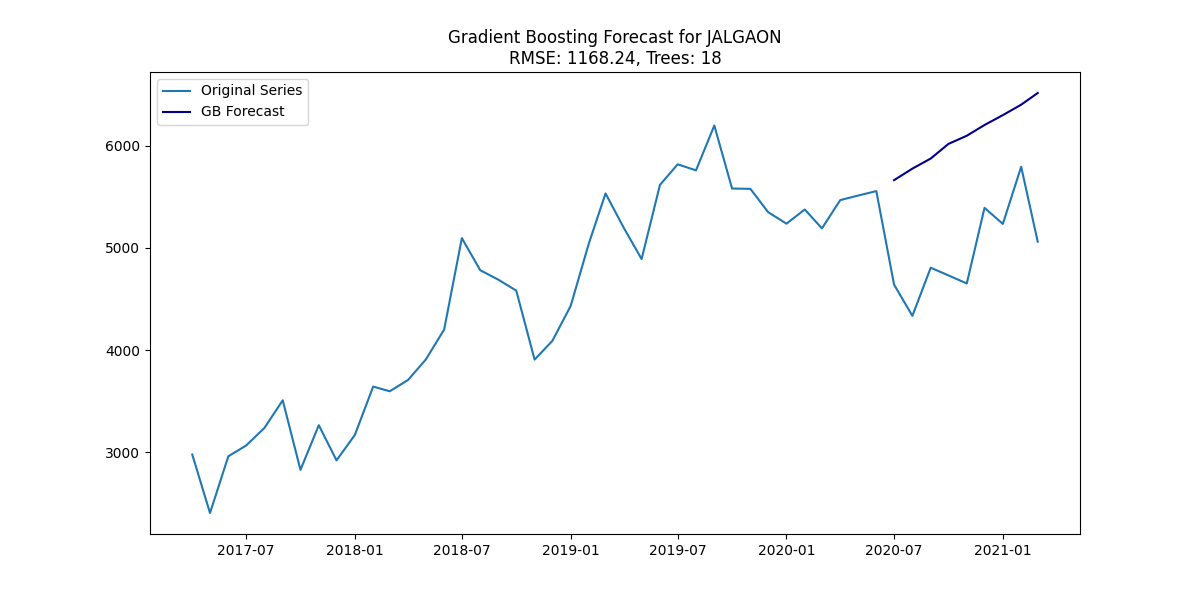 Gradient Boosting Forecast for JALGAON
RMSE: 1168.24, Trees: 18
Original Series
GB Forecast
6000
5000
4000
3000
2017-07 2018-01 2018-07 2019-01 2019-07 2020-01 2020-07 2021-01